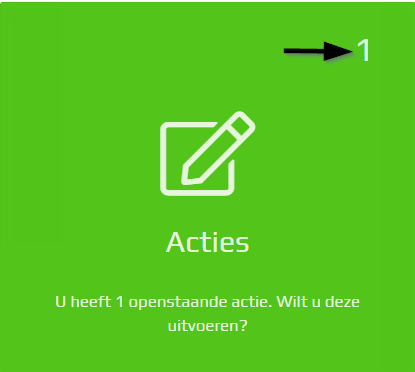 1
Acties
U heeft 1 openstaande actie. Wilt u deze
uitvoeren?